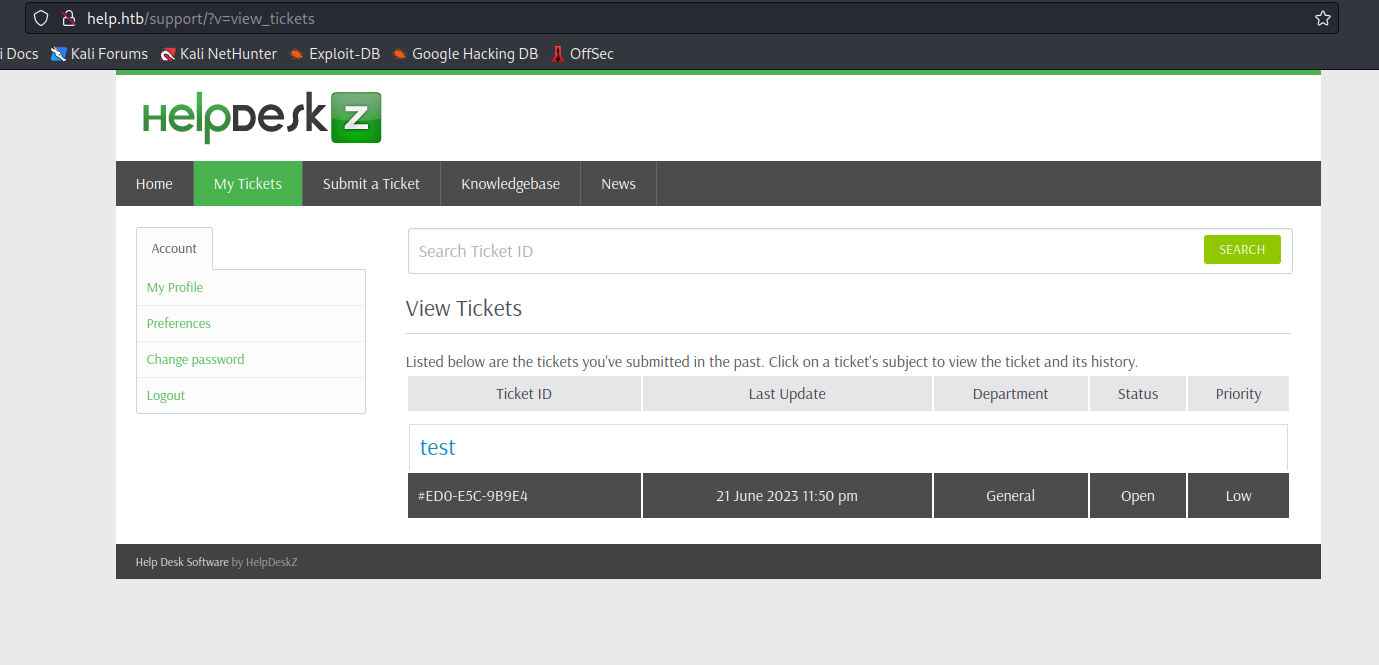 help.htb/support/?v=view_tickets
i Docs Kali Forums Kali NetHunter Exploit-DB Google Hacking DB OffSec
HelpDesk Z
Home My Tickets Submit a Ticket Knowledgebase News
Account
My Profile
Preferences
Change password
Logout
Search Ticket ID SEARCH
View Tickets
Listed below are the tickets you've submitted in the past. Click on a ticket's subject to view the ticket and its history.
Ticket ID Last Update Department Status Priority
test
#ED0-E5C-9B9E4 21 June 2023 11:50 pm General Open Low
Help Desk Software by HelpDeskZ